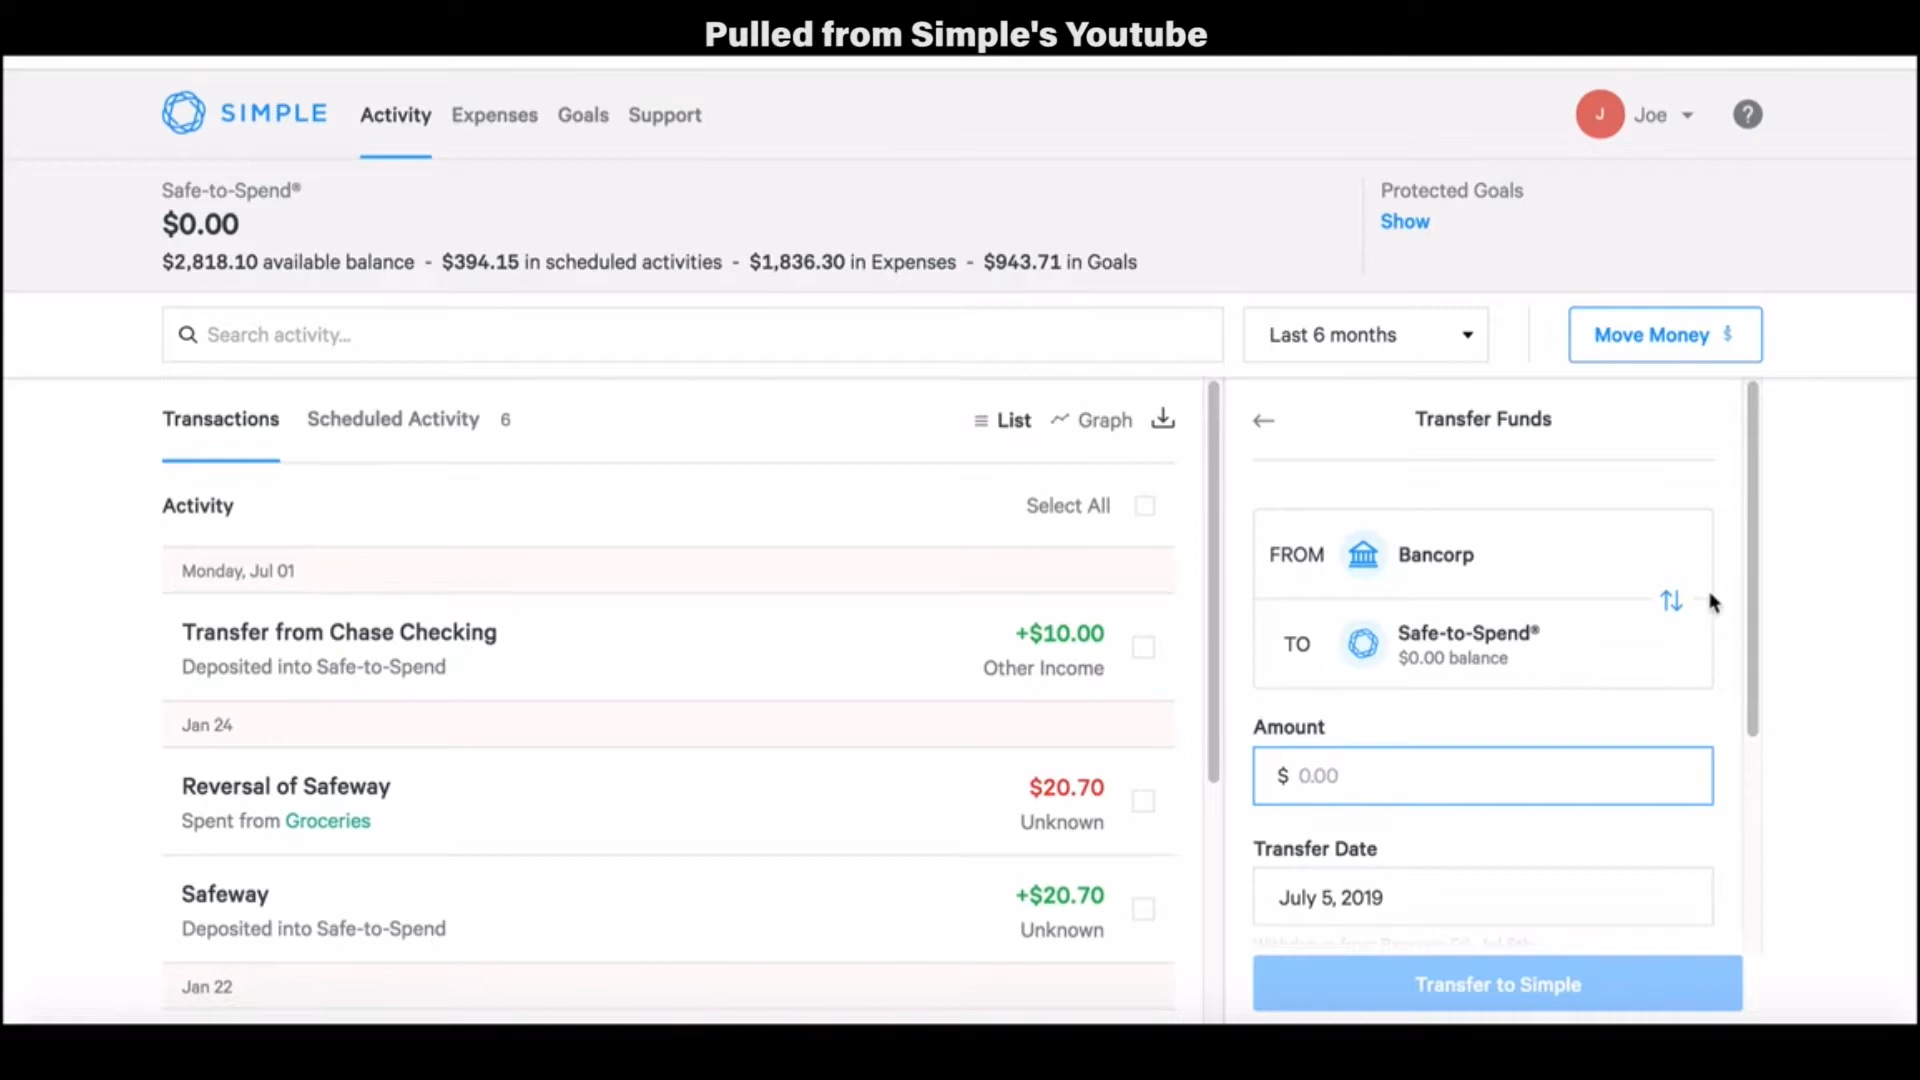 Pulled from Simple's Youtube
SIMPLE Activity Expenses Goals Support J Joe ?
Safe-to-Spend® Protected Goals
$0.00 Show
$2,818.10 available balance - $394.15 in scheduled activities - $1,836.30 in Expenses - $943.71 in Goals
Search activity... Last 6 months Move Money $
Transactions Scheduled Activity 6 List Graph
Activity Select All
Monday, Jul 01
Transfer from Chase Checking +$10.00
Deposited into Safe-to-Spend Other Income
Jan 24
Reversal of Safeway $20.70
Spent from Groceries Unknown
Safeway +$20.70
Deposited into Safe-to-Spend Unknown
Jan 22
Transfer Funds
FROM Bancorp
TO Safe-to-Spend®
$0.00 balance
Amount
$ 0.00
Transfer Date
July 5, 2019
Transfer to Simple